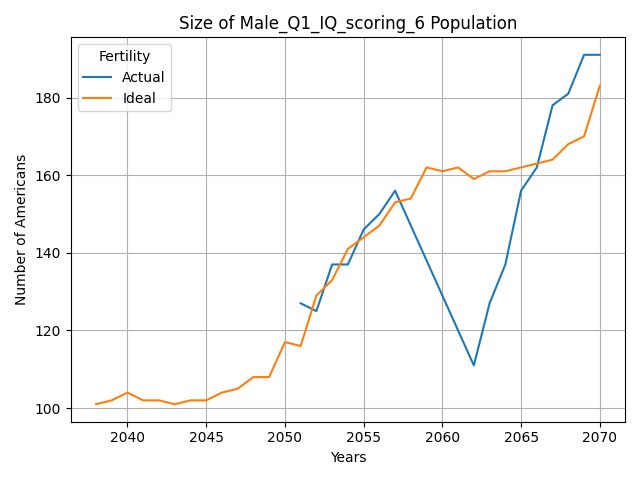 Size of Male_Q1_IQ_scoring_6 Population
Fertility
Actual
Ideal
180
160
140
120
100
Number of Americans
2040
2045
2050
2055
2060
2065
2070
Years